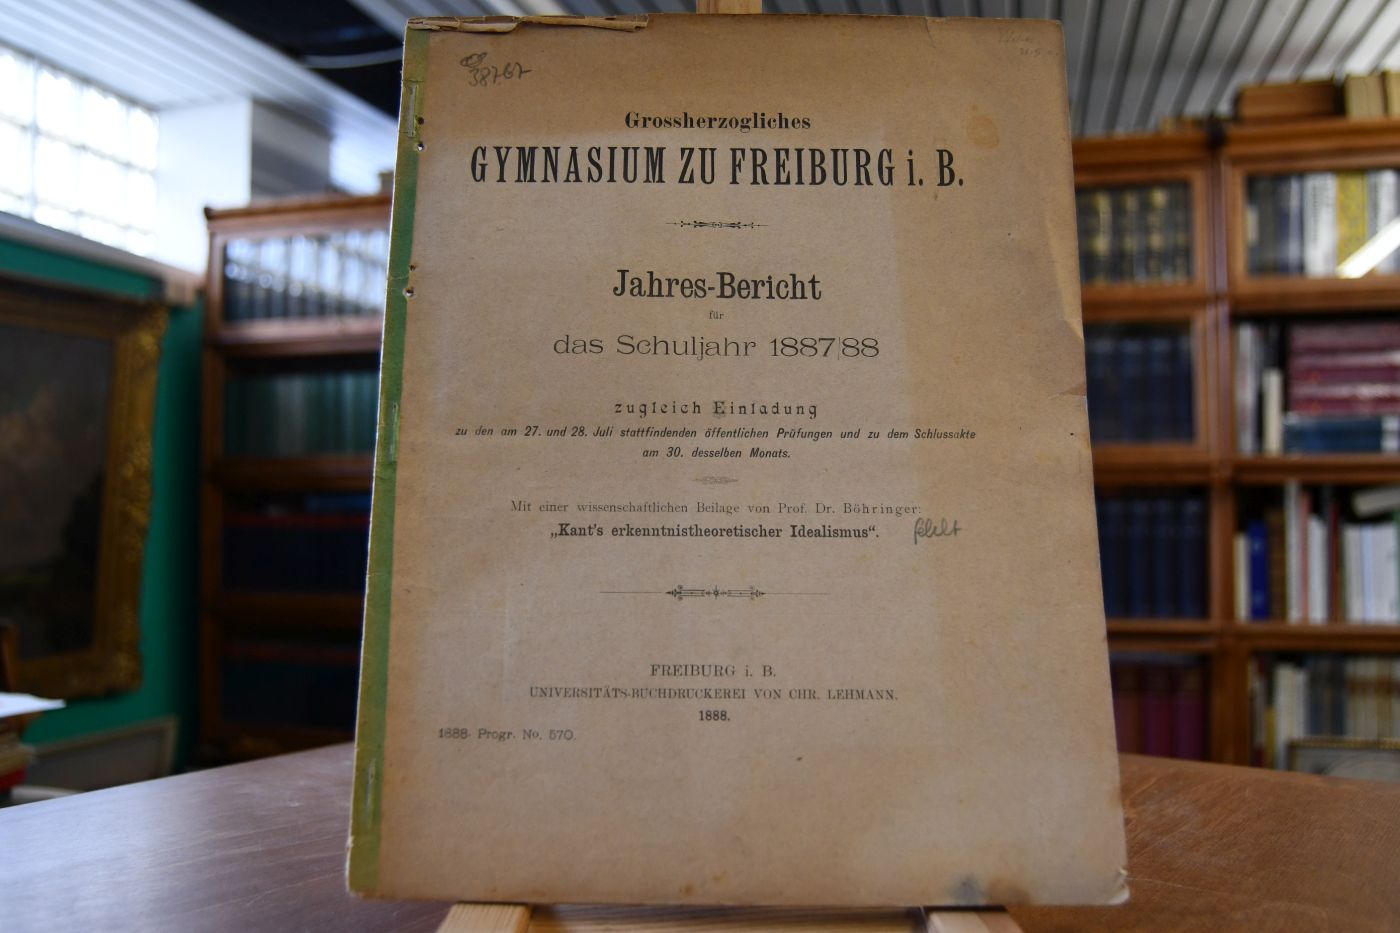 387.67
Grossherzogliches
GYMNASIUM ZU FREIBURG i. B.
Jahres-Bericht
für
das Schuljahr 1887/88
zugleich Einladung
zu den am 27. und 28. Juli stattfindenden öffentlichen Prüfungen und zu dem Schlussakte
am 30. desselben Monats.
Mit einer wissenschaftlichen Beilage von Prof. Dr. Böhringer:
„Kant's erkenntnistheoretischer Idealismus“. fehlt
FREIBURG i. B.
UNIVERSITÄTS-BUCHDRUCKEREI VON CHR. LEHMANN.
1888.
1888. Progr. No. 570.